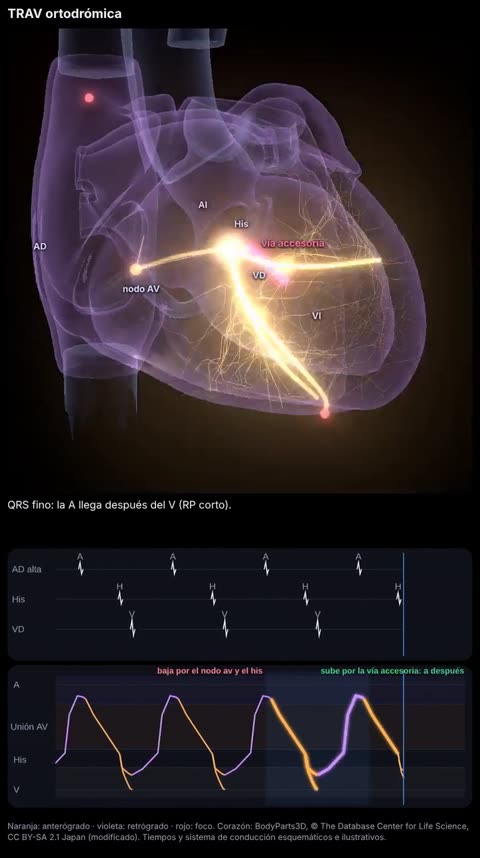 TRAV ortodrómica
AI
His
vía accesoria
AD
VD
nodo AV
VI
QRS fino: la A llega después del V (RP corto).
A A A A
AD alta
H H H H
His
V V V
VD
baja por el nodo av y el his sube por la vía accesoria: a después
A
Unión AV
His
V
Naranja: anterógrado · violeta: retrógrado · rojo: foco. Corazón: BodyParts3D, © The Database Center for Life Science,
CC BY-SA 2.1 Japan (modificado). Tiempos y sistema de conducción esquemáticos e ilustrativos.